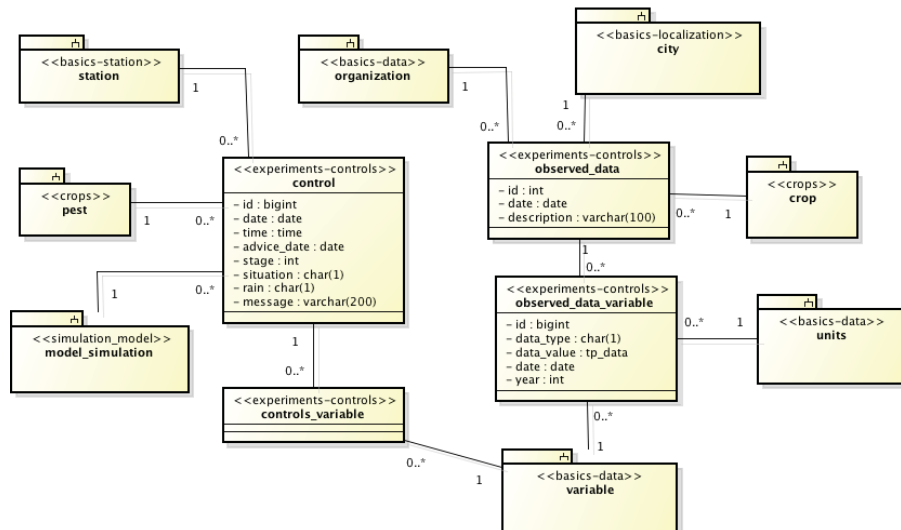 <<basics-station>>
station
1
0..*
<<basics-data>>
organization
1
0..*
<<basics-localization>>
city
1
0..*
<<crops>>
pest
1
0..*
<<experiments-controls>>
control
- id : bigint
- date : date
- time : time
- advice_date : date
- stage : int
- situation : char(1)
- rain : char(1)
- message : varchar(200)
<<experiments-controls>>
observed_data
- id : int
- date : date
- description : varchar(100)
0..*
1
<<crops>>
crop
1
0..*
<<simulation_model>>
model_simulation
1
0..*
1
0..*
<<experiments-controls>>
observed_data_variable
- id : bigint
- data_type : char(1)
- data_value : tp_data
- date : date
- year : int
0..*
1
<<basics-data>>
units
<<experiments-controls>>
controls_variable
0..*
1
0..*
1
<<basics-data>>
variable